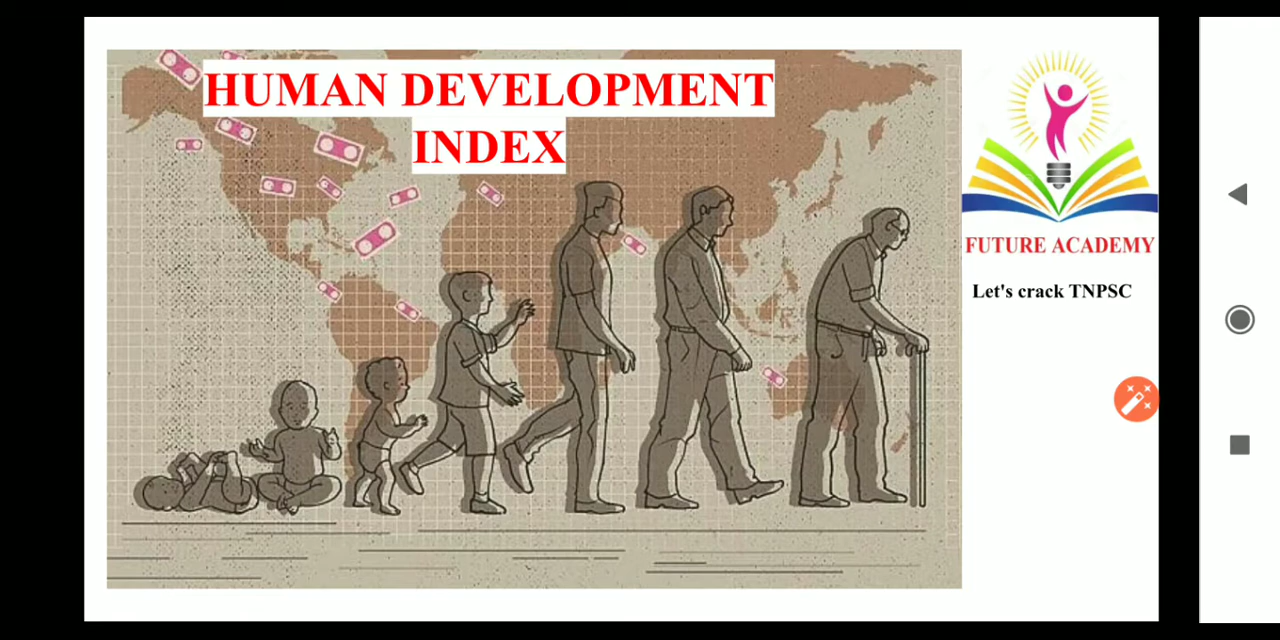 HUMAN DEVELOPMENT
INDEX
FUTURE ACADEMY
Let's crack TNPSC